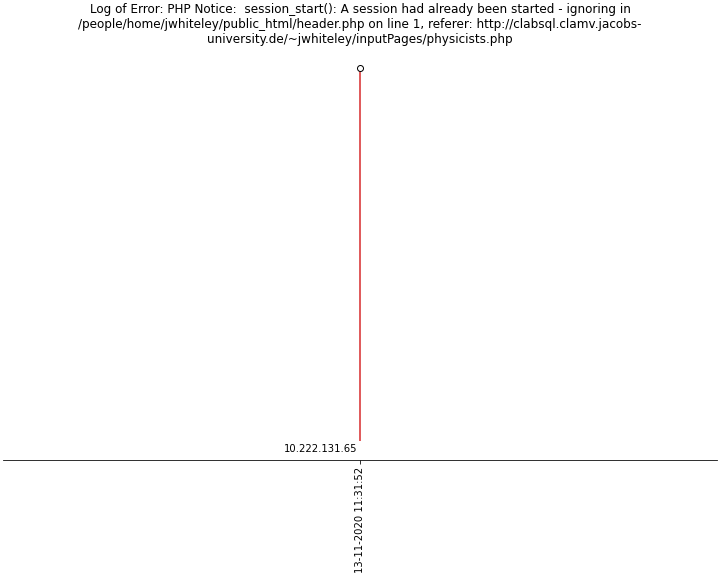 Log of Error: PHP Notice:  session_start(): A session had already been started - ignoring in
/people/home/jwhiteley/public_html/header.php on line 1, referer: http://clabsql.clamv.jacobs-
university.de/~jwhiteley/inputPages/physicists.php
10.222.131.65
13-11-2020 11:31:52